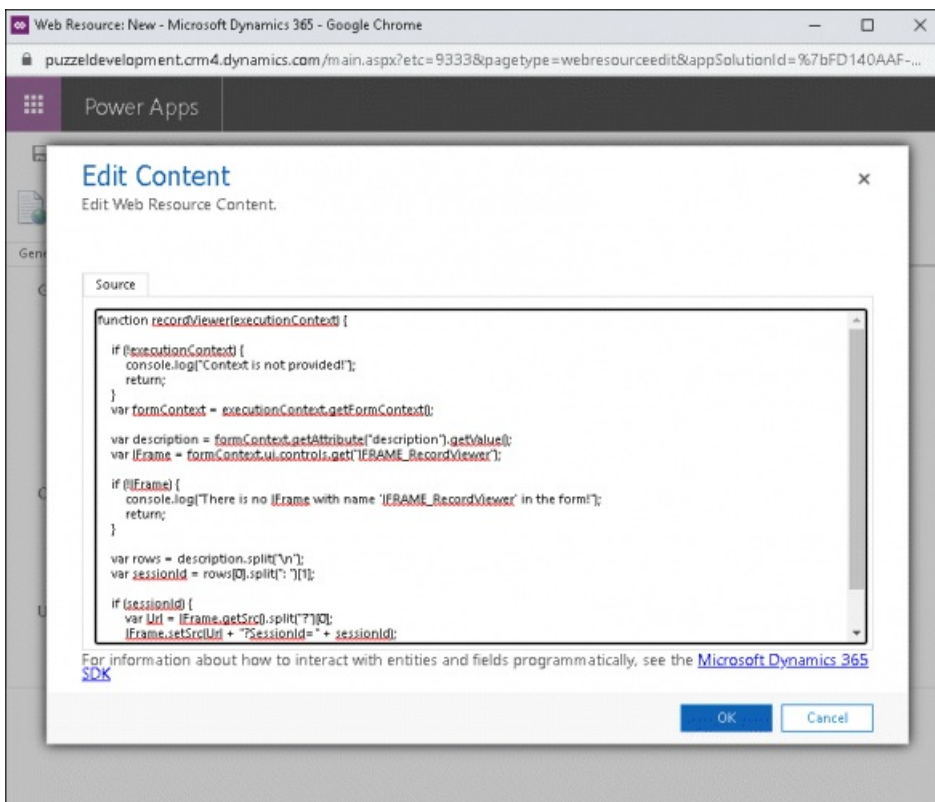 Web Resource: New - Microsoft Dynamics 365 - Google Chrome
puzzeldevelopment.crm4.dynamics.com/main.aspx?etc=9333&pagetype=webresourceedit&appSolutionId=%7bFD140AAF-...
Power Apps
Edit Content
Edit Web Resource Content.
Gene
Source
function recordViewer(executionContext) {
if (!executionContext) {
console.log("Context is not provided!");
return;
}
var formContext = executionContext.getFormContext();
var description = formContext.getAttribute("description").getValue();
var IFrame = formContext.ui.controls.get("IFRAME_RecordViewer");
if (!IFrame) {
console.log("There is no IFrame with name 'IFRAME_RecordViewer' in the form!");
return;
}
var rows = description.split("\n");
var sessionId = rows[0].split(": ")[1];
if (sessionId) {
var Url = IFrame.getSrc().split("?")[0];
IFrame.setSrc(Url + "?SessionId=" + sessionId);
For information about how to interact with entities and fields programmatically, see the Microsoft Dynamics 365
SDK
OK
Cancel